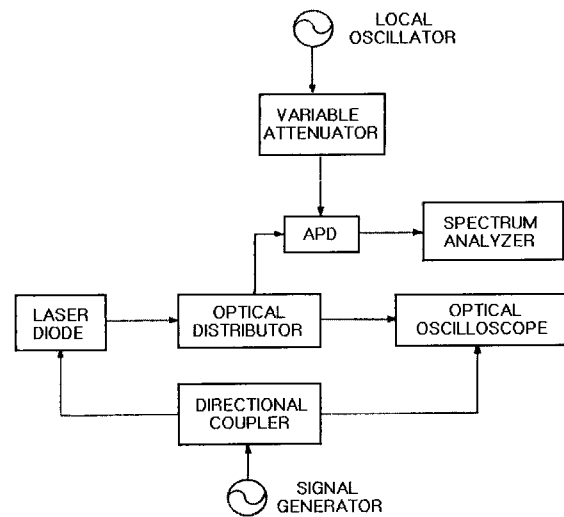 LOCAL
OSCILLATOR
VARIABLE
ATTENUATOR
APD
SPECTRUM
ANALYZER
LASER
DIODE
OPTICAL
DISTRIBUTOR
OPTICAL
OSCILLOSCOPE
DIRECTIONAL
COUPLER
SIGNAL
GENERATOR